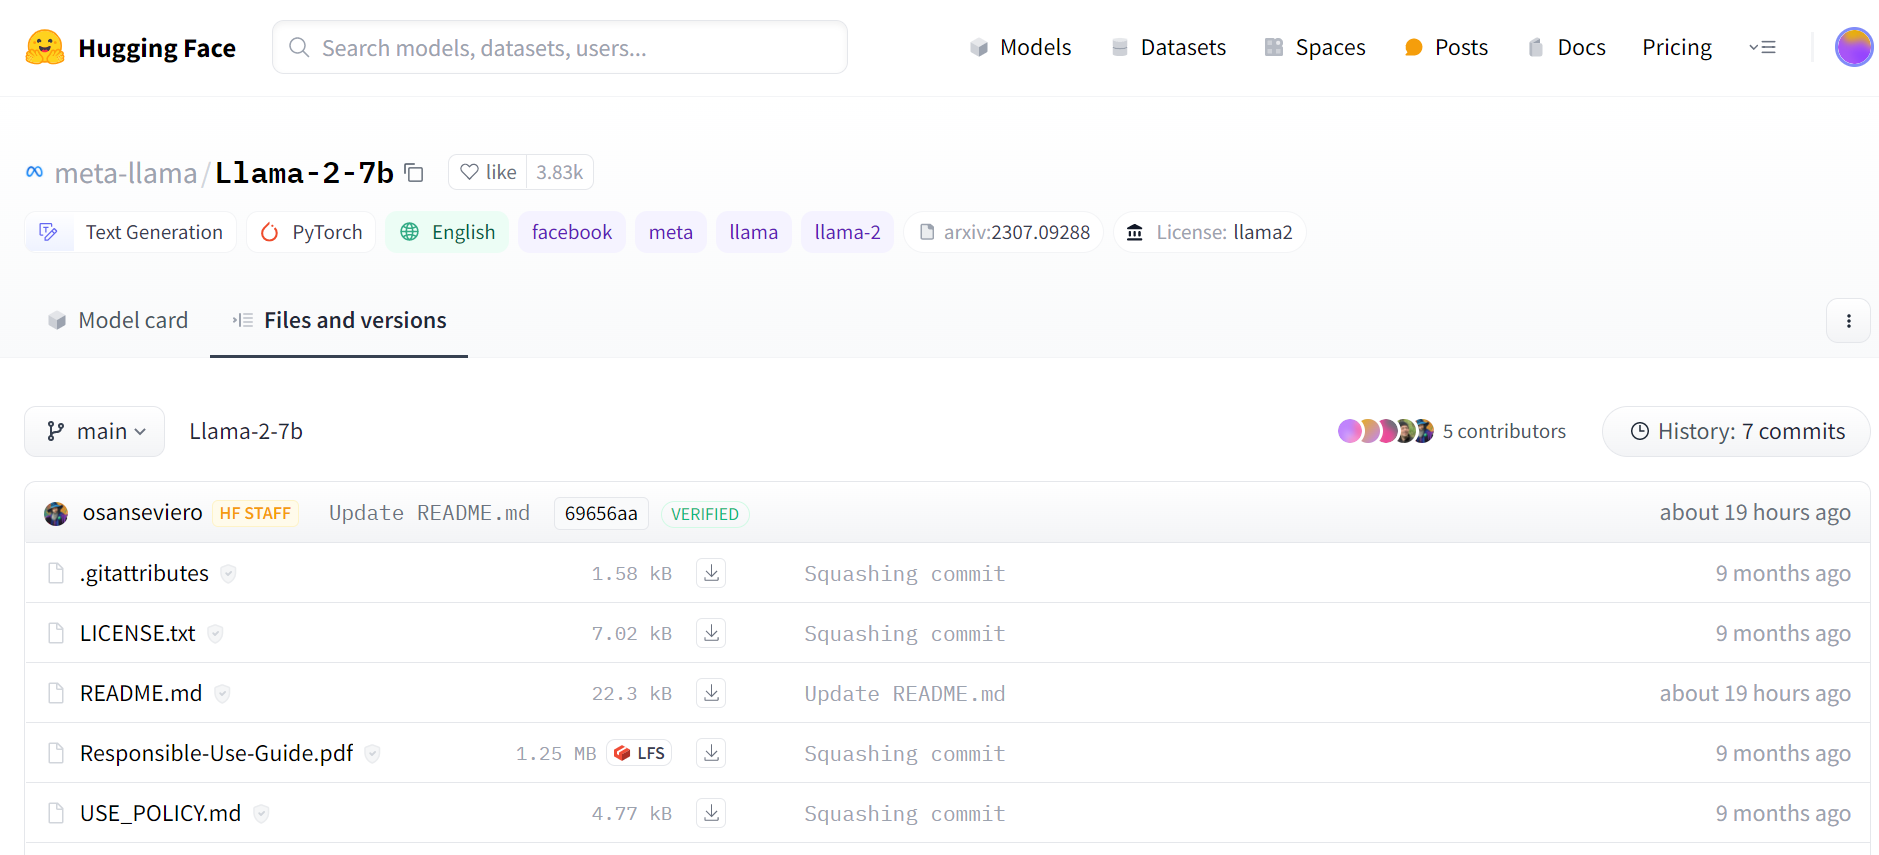 Hugging Face Search models, datasets, users... Models Datasets Spaces Posts Docs Pricing
meta-llama/Llama-2-7b like 3.83k
Text Generation PyTorch English facebook meta llama llama-2 arxiv:2307.09288 License: llama2
Model card Files and versions
main Llama-2-7b 5 contributors History: 7 commits
osanseviero HF STAFF Update README.md 69656aa VERIFIED about 19 hours ago
.gitattributes 1.58 kB Squashing commit 9 months ago
LICENSE.txt 7.02 kB Squashing commit 9 months ago
README.md 22.3 kB Update README.md about 19 hours ago
Responsible-Use-Guide.pdf 1.25 MB LFS Squashing commit 9 months ago
USE_POLICY.md 4.77 kB Squashing commit 9 months ago